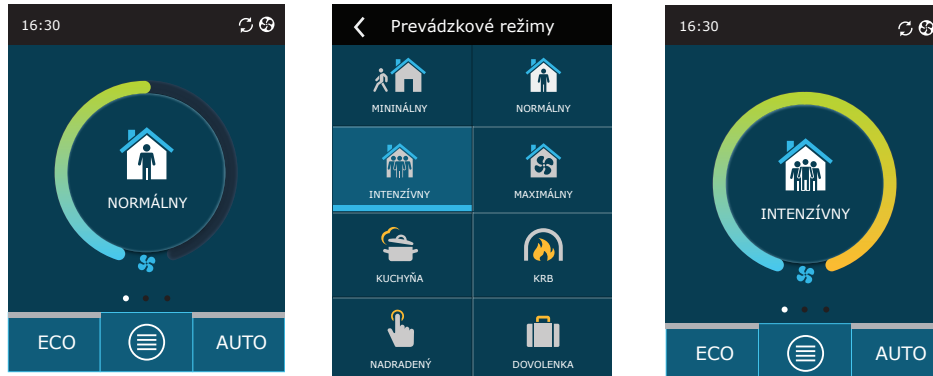 16:30
NORMÁLNY
ECO
AUTO
Prevádzkové režimy
MININÁLNY
NORMÁLNY
INTENZÍVNY
MAXIMÁLNY
KUCHYŇA
KRB
NADRADENÝ
DOVOLENKA
16:30
INTENZÍVNY
ECO
AUTO